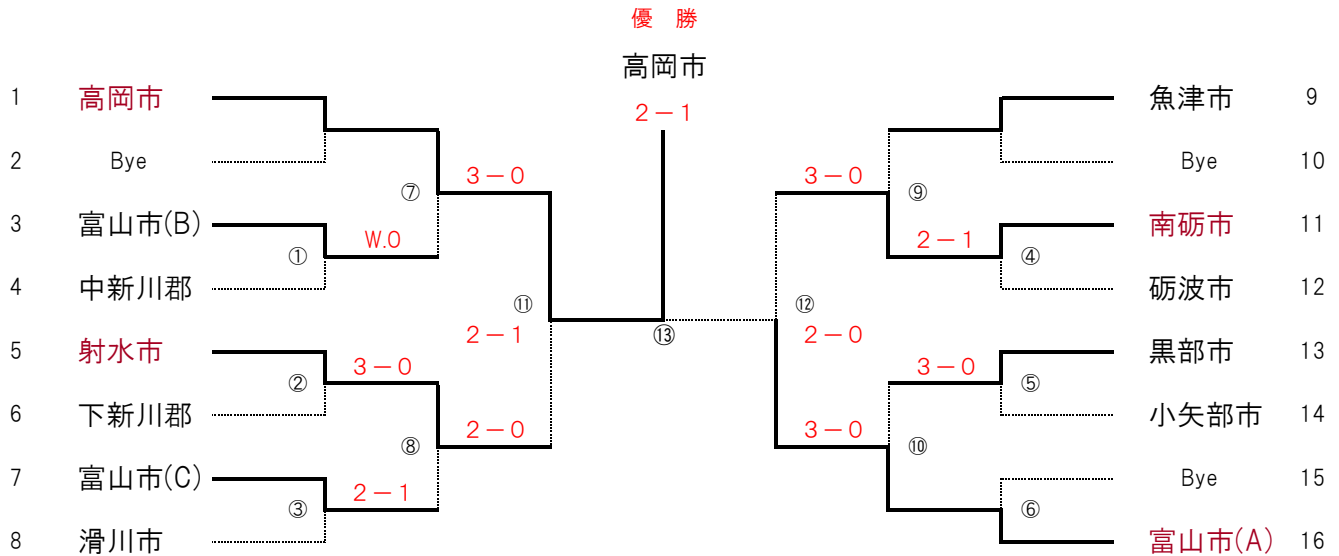 優 勝
高岡市
1 高岡市 2－1 魚津市 9
2 Bye Bye 10
⑦ 3－0 3－0 ⑨
3 富山市(B) 南砺市 11
① W.O 2－1 ④
4 中新川郡 砺波市 12
⑪ ⑫
2－1 ⑬ 2－0
5 射水市 黒部市 13
② 3－0 3－0 ⑤
6 下新川郡 小矢部市 14
⑧ 2－0 3－0 ⑩
7 富山市(C) Bye 15
③ 2－1 ⑥
8 滑川市 富山市(A) 16